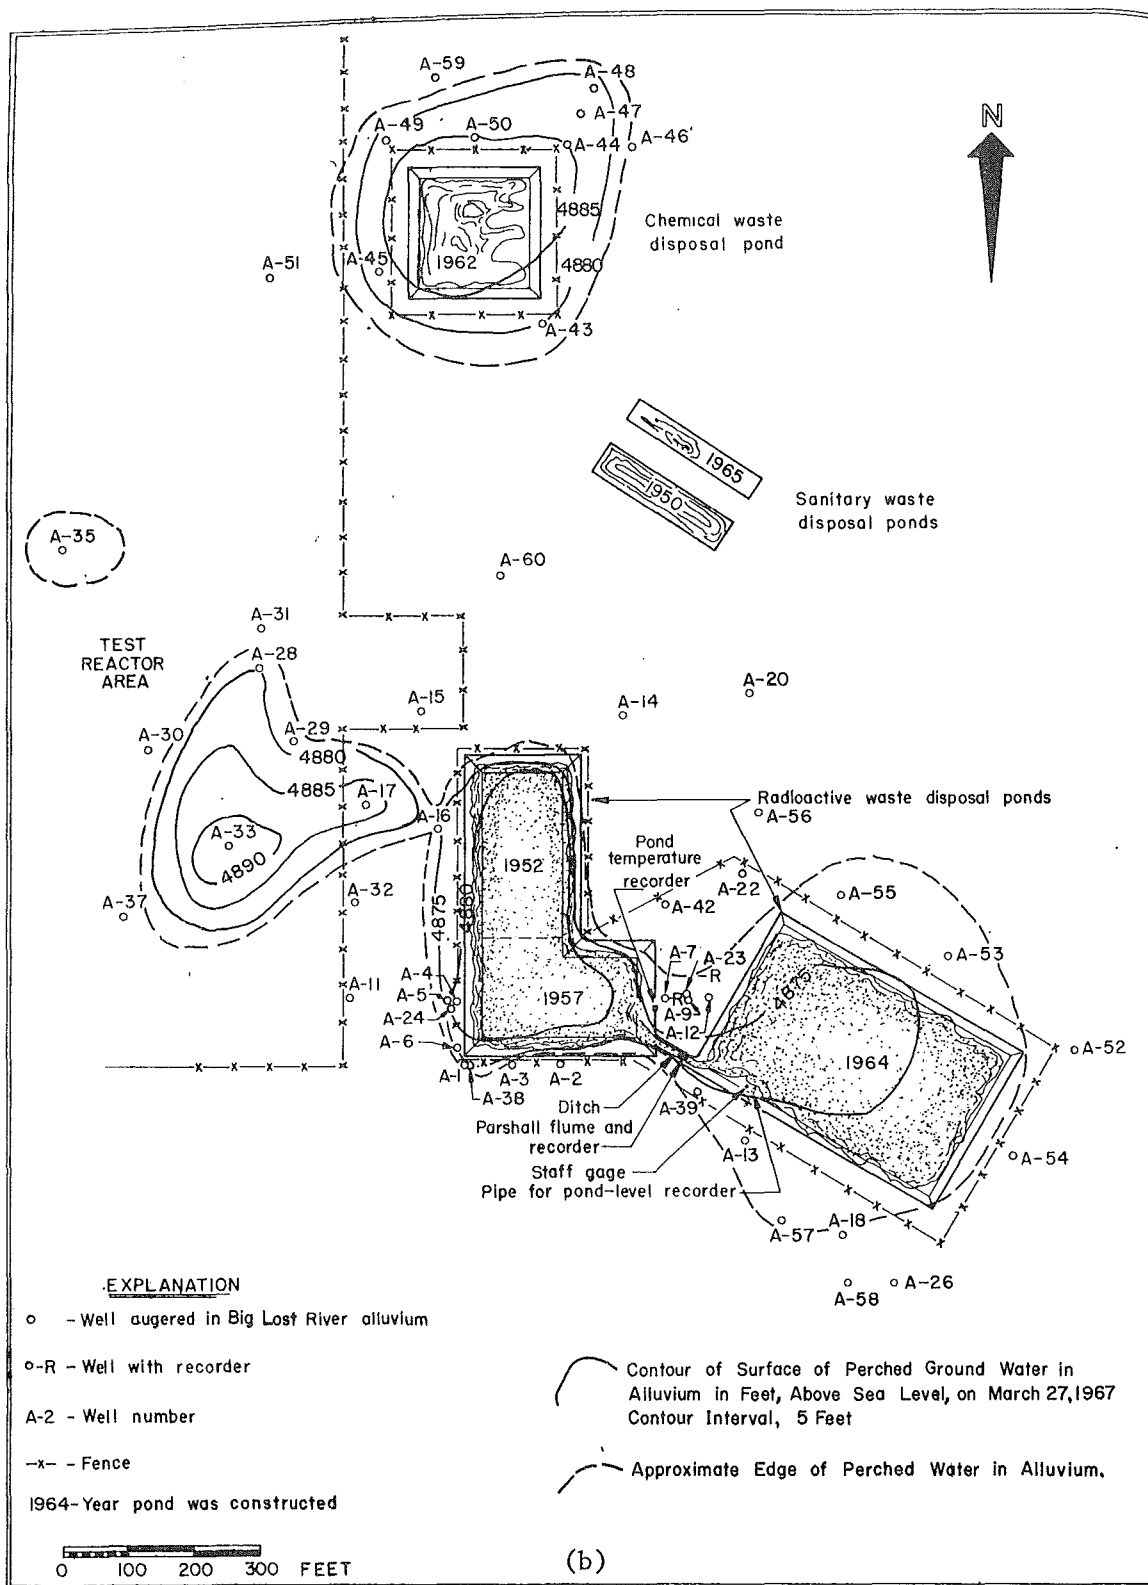 A-59
A-48
A-47
A-49
A-50
A-44
A-46'
N
4885
Chemical waste
disposal pond
4880
1962
A-45
A-51
A-43
1965
1950
Sanitary waste
disposal ponds
A-35
A-60
A-31
TEST
REACTOR
AREA
A-28
A-20
A-15
A-14
A-30
A-29
4880
4885
A-17
A-16
Radioactive waste disposal ponds
A-56
A-33
4890
Pond
temperature
recorder
1952
A-22
A-55
A-37
A-32
4875
4880
A-42
A-7
A-23
A-53
A-4
A-11
A-5
R
R
4875
1957
A-24
A-9
A-12
A-6
1964
A-52
A-1
A-3
A-2
A-38
Ditch
A-39
Parshall flume and
recorder
A-13
A-54
Staff gage
Pipe for pond-level recorder
A-57
A-18
A-58
A-26
EXPLANATION
o - Well augered in Big Lost River alluvium
o-R - Well with recorder
A-2 - Well number
-x- - Fence
1964-Year pond was constructed
Contour of Surface of Perched Ground Water in
Alluvium in Feet, Above Sea Level, on March 27, 1967
Contour Interval, 5 Feet
Approximate Edge of Perched Water in Alluvium.
0 100 200 300 FEET
(b)